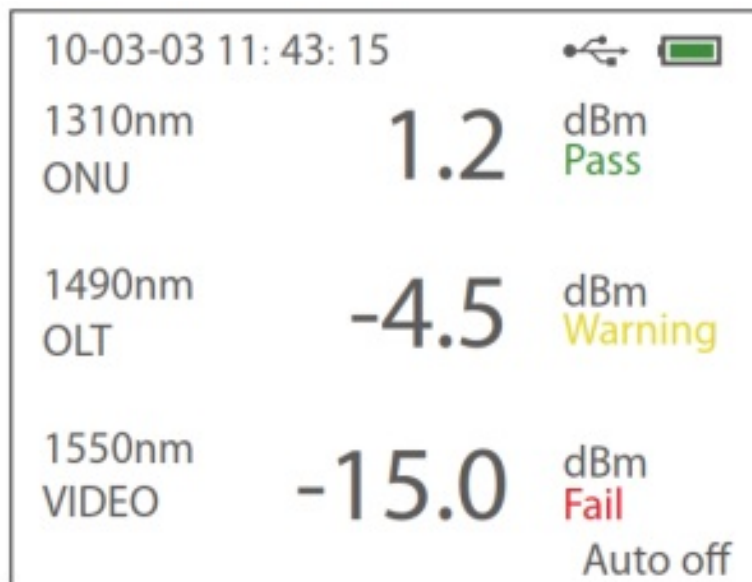 10-03-03 11: 43: 15
1310nm 1.2 dBm
ONU Pass
1490nm -4.5 dBm
OLT Warning
1550nm -15.0 dBm
VIDEO Fail
Auto off